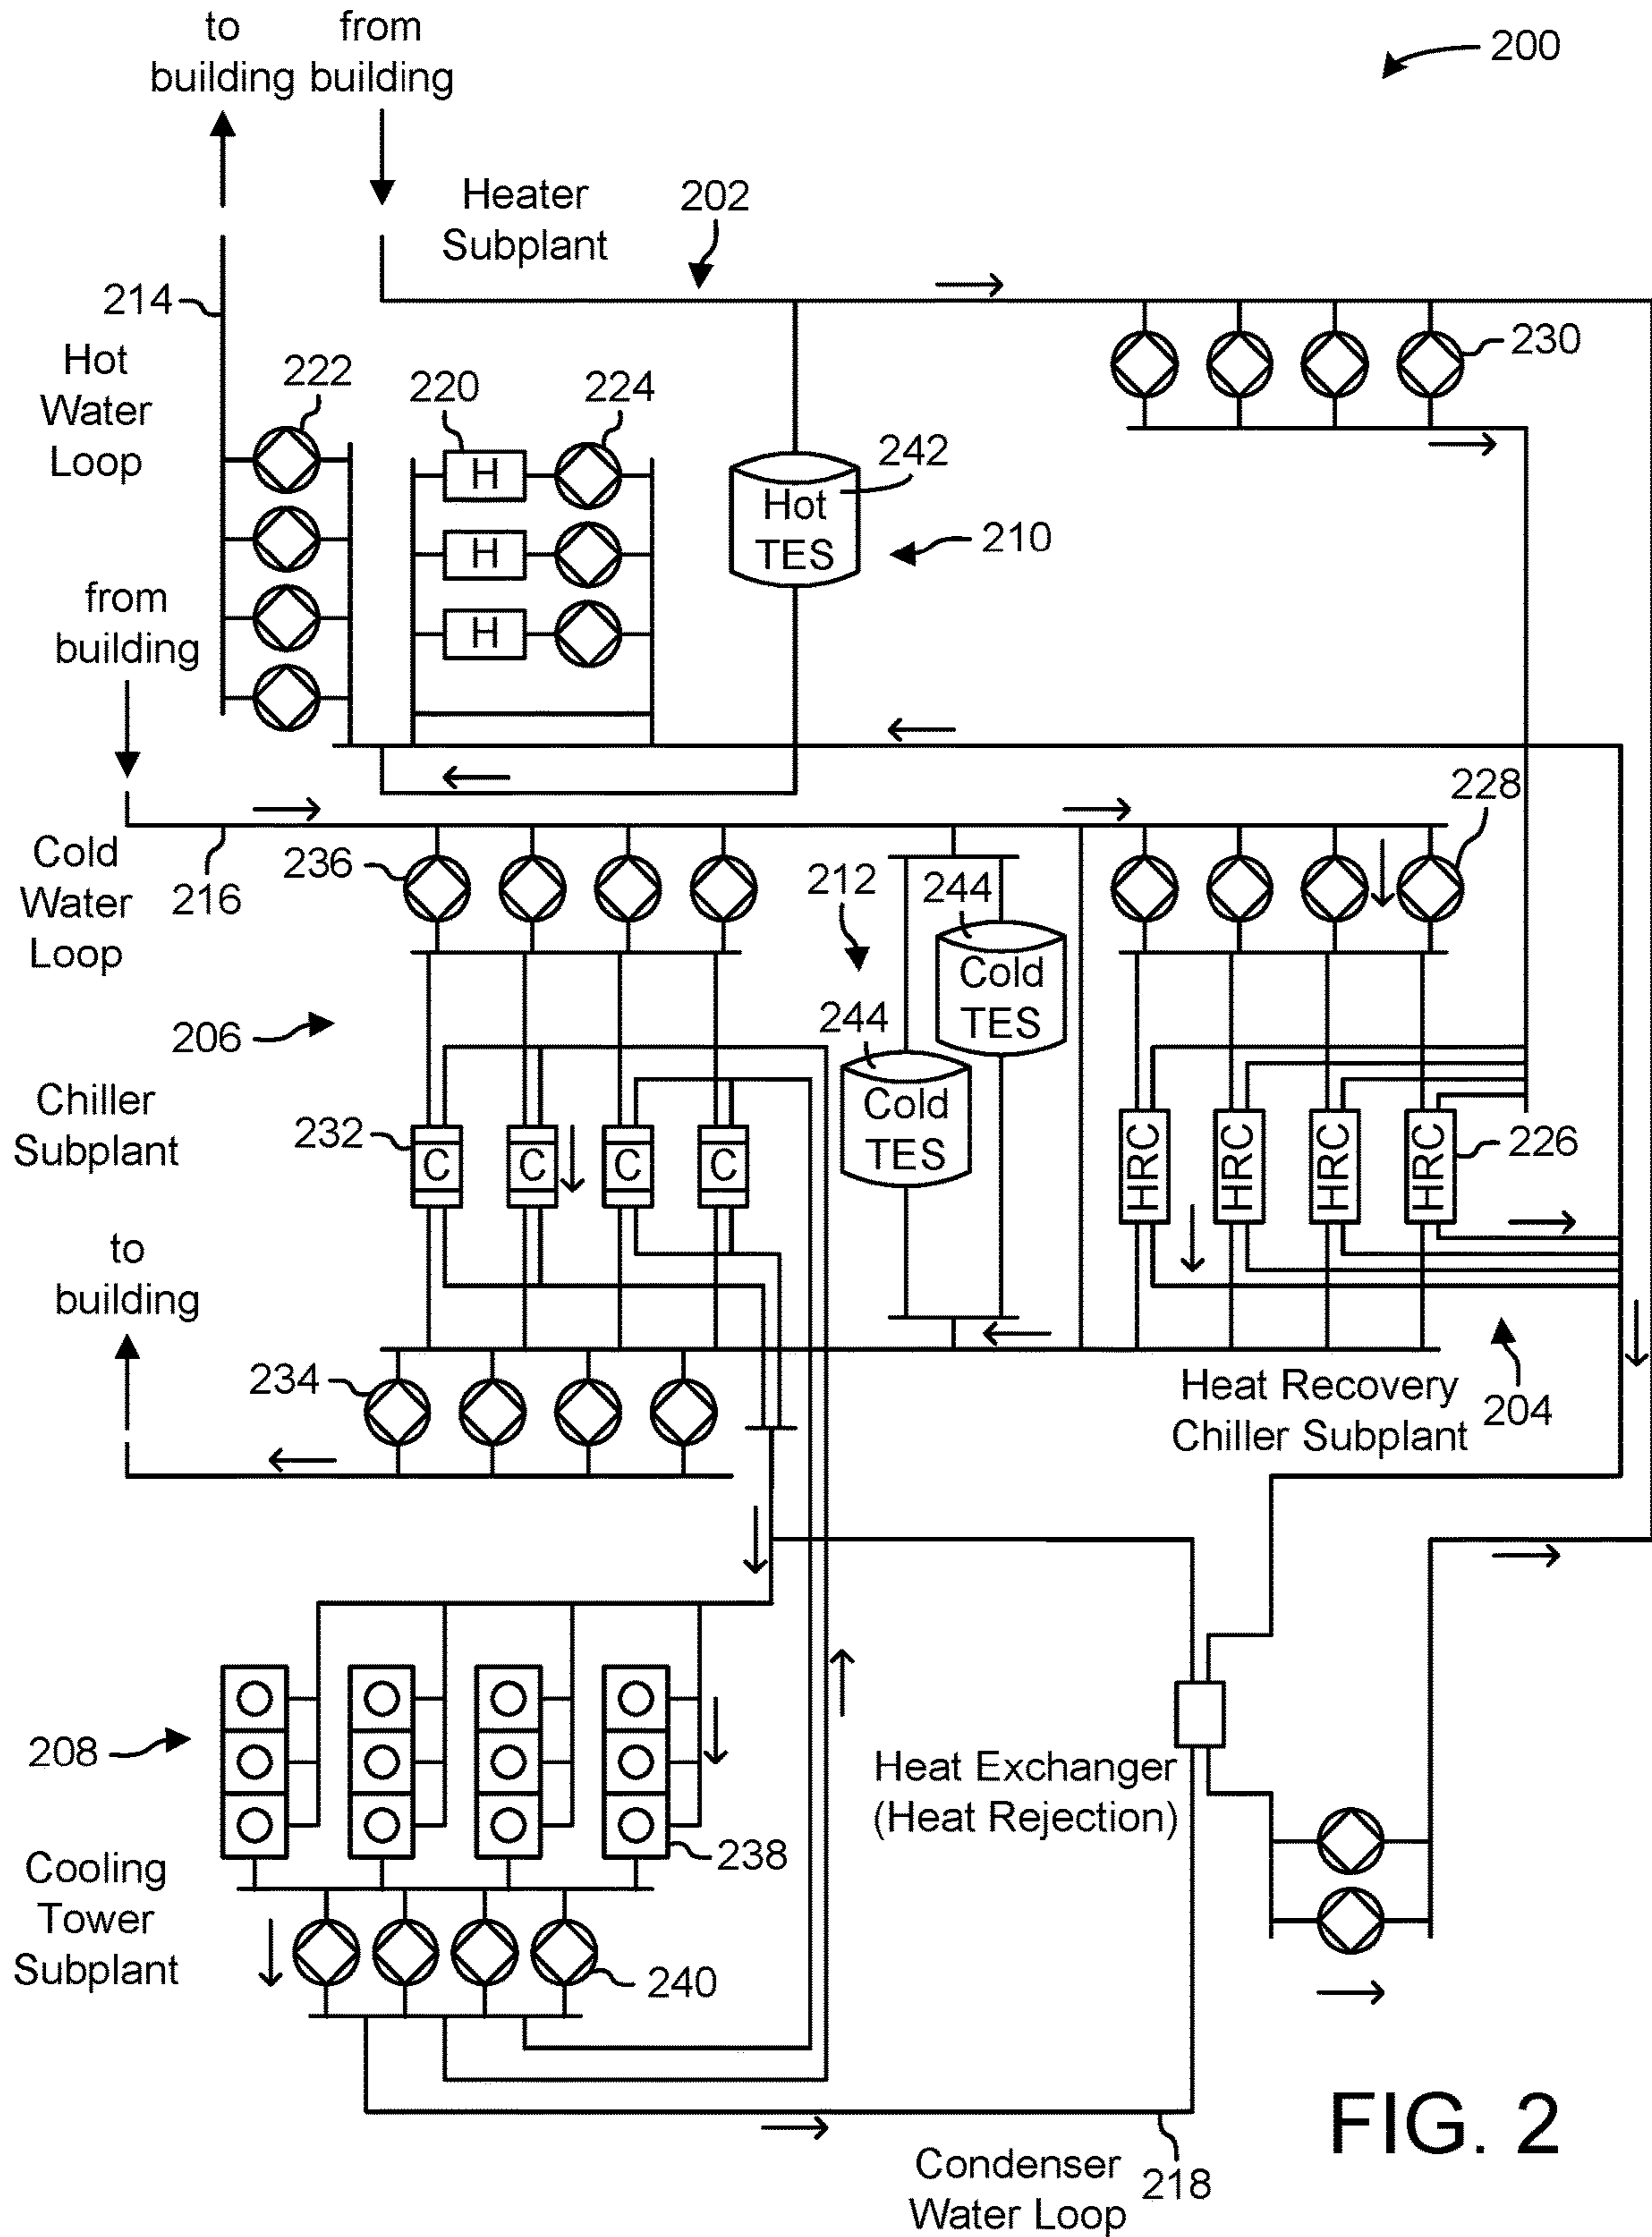 to
building
from
building
200
Heater
Subplant
202
214
Hot
Water
Loop
222
220
224
230
H
H
H
242
Hot
TES
210
from
building
228
Cold
Water
Loop
216
236
212
244
Cold
TES
244
Cold
TES
206
Chiller
Subplant
232
C
C
C
C
HRC
HRC
HRC
HRC
226
to
building
234
Heat Recovery
Chiller Subplant
204
208
Heat Exchanger
(Heat Rejection)
238
Cooling
Tower
Subplant
240
Condenser
Water Loop
218
FIG. 2